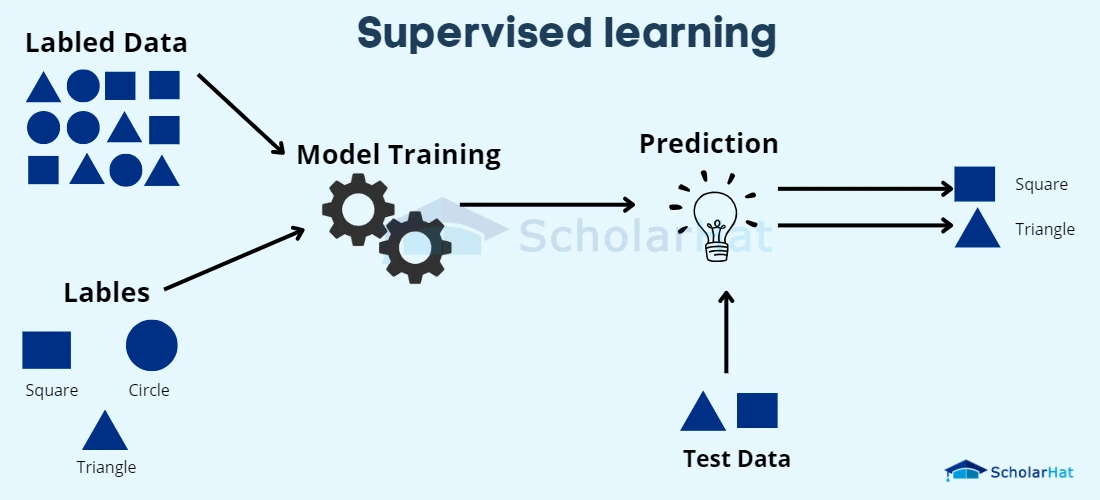 Supervised learning
Labled Data
Model Training
Prediction
Square
Triangle
ScholarHat
Lables
Square
Circle
Triangle
Test Data
ScholarHat